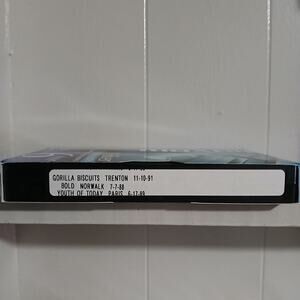 GORILLA BISCUITS TRENTON 11-10-91
BOLD NORWALK 7-7-88
YOUTH OF TODAY PARIS 6-17-89